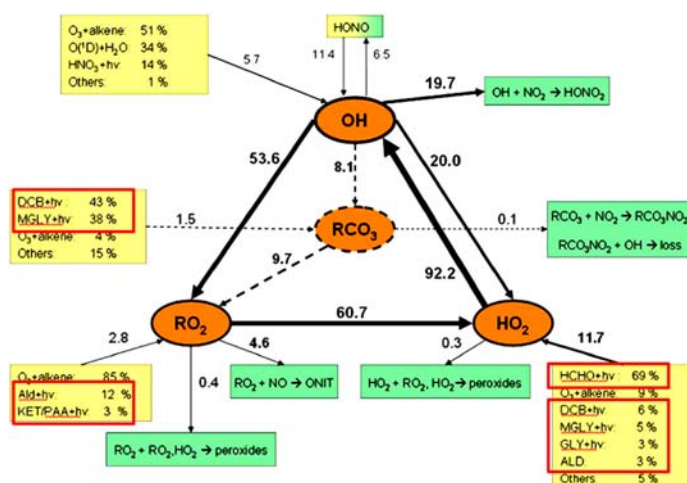 O₃+alkene: 51 %
O(¹D)+H₂O: 34 %
HNO₃+hν: 14 %
Others: 1 %
HONO
5.7
11.4
6.5
19.7
OH + NO₂ → HONO₂
OH
53.6
8.1
20.0
DCB+hν: 43 %
MGLY+hν: 38 %
O₃+alkene: 4 %
Others: 15 %
1.5
RCO₃
0.1
RCO₃ + NO₂ → RCO₃NO₂
RCO₃NO₂ + OH → loss
9.7
92.2
60.7
RO₂
HO₂
2.8
4.6
0.3
11.7
O₃+alkene: 85 %
Ald+hν: 12 %
KET/PAA+hν: 3 %
0.4
RO₂ + NO → ONIT
HO₂ + RO₂, HO₂ → peroxides
HCHO+hν: 69 %
O₃+alkene: 9 %
DCB+hν: 6 %
MGLY+hν: 5 %
GLY+hν: 3 %
ALD: 3 %
Others: 5 %
RO₂ + RO₂,HO₂ → peroxides